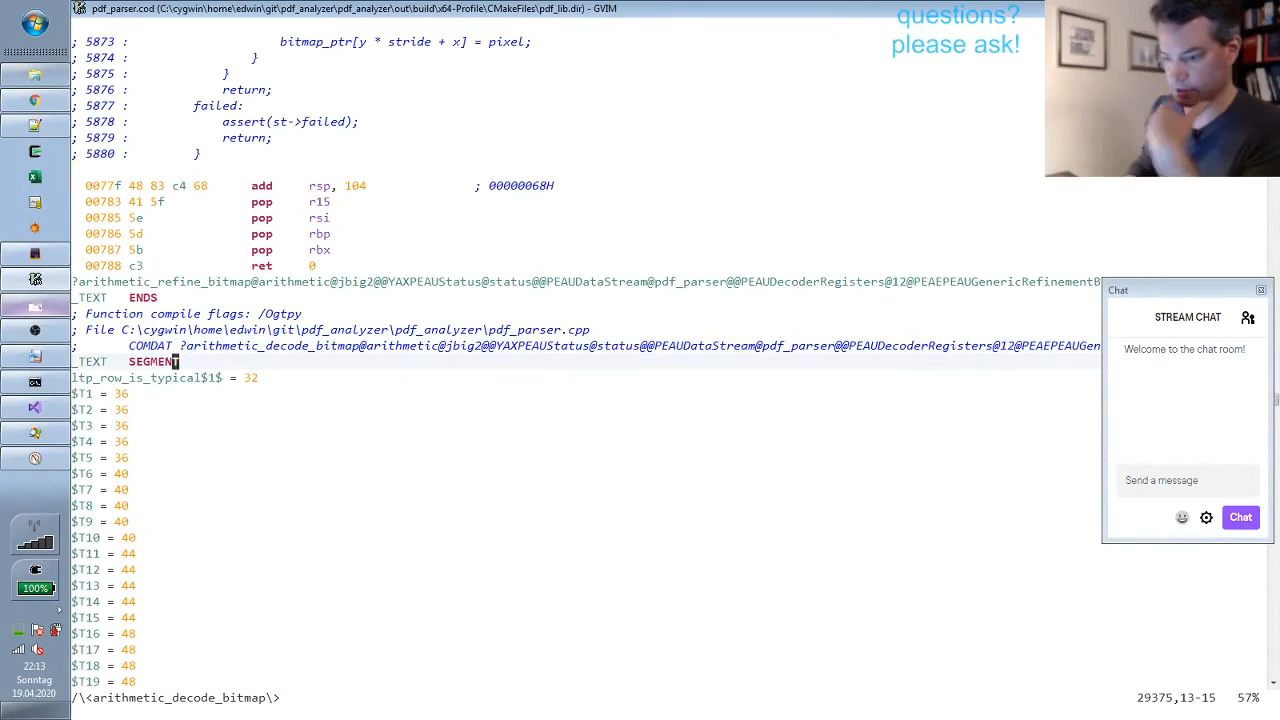 pdf_parser.cod (C:\cygwin\home\edwin\git\pdf_analyzer\pdf_analyzer\out\build\x64-Profile\CMakeFiles\pdf_lib.dir) - GVIM
questions?
please ask!
; 5873 : bitmap_ptr[y * stride + x] = pixel;
; 5874 : }
; 5875 : }
; 5876 : return;
; 5877 : failed:
; 5878 : assert(st->failed);
; 5879 : return;
; 5880 : }
0077f 48 83 c4 68 add rsp, 104 ; 00000068H
00783 41 5f pop r15
00785 5e pop rsi
00786 5d pop rbp
00787 5b pop rbx
00788 c3 ret 0
?arithmetic_refine_bitmap@arithmetic@jbig2@@YAXPEAUStatus@status@@PEAUDataStream@pdf_parser@@PEAUDecoderRegisters@12@PEAEPEAUGenericRefinementB
_TEXT ENDS
; Function compile flags: /Ogtpy
; File C:\cygwin\home\edwin\git\pdf_analyzer\pdf_analyzer\pdf_parser.cpp
; COMDAT ?arithmetic_decode_bitmap@arithmetic@jbig2@@YAXPEAUStatus@status@@PEAUDataStream@pdf_parser@@PEAUDecoderRegisters@12@PEAEPEAUGen
_TEXT SEGMENT
ltp_row_is_typical$1$ = 32
$T1 = 36
$T2 = 36
$T3 = 36
$T4 = 36
$T5 = 36
$T6 = 40
$T7 = 40
$T8 = 40
$T9 = 40
$T10 = 40
$T11 = 44
$T12 = 44
$T13 = 44
$T14 = 44
$T15 = 44
$T16 = 48
$T17 = 48
$T18 = 48
$T19 = 48
/\<arithmetic_decode_bitmap\>
29375,13-15 57%
Chat
STREAM CHAT
Welcome to the chat room!
Send a message
Chat
100%
22:13
Sonntag
19.04.2020